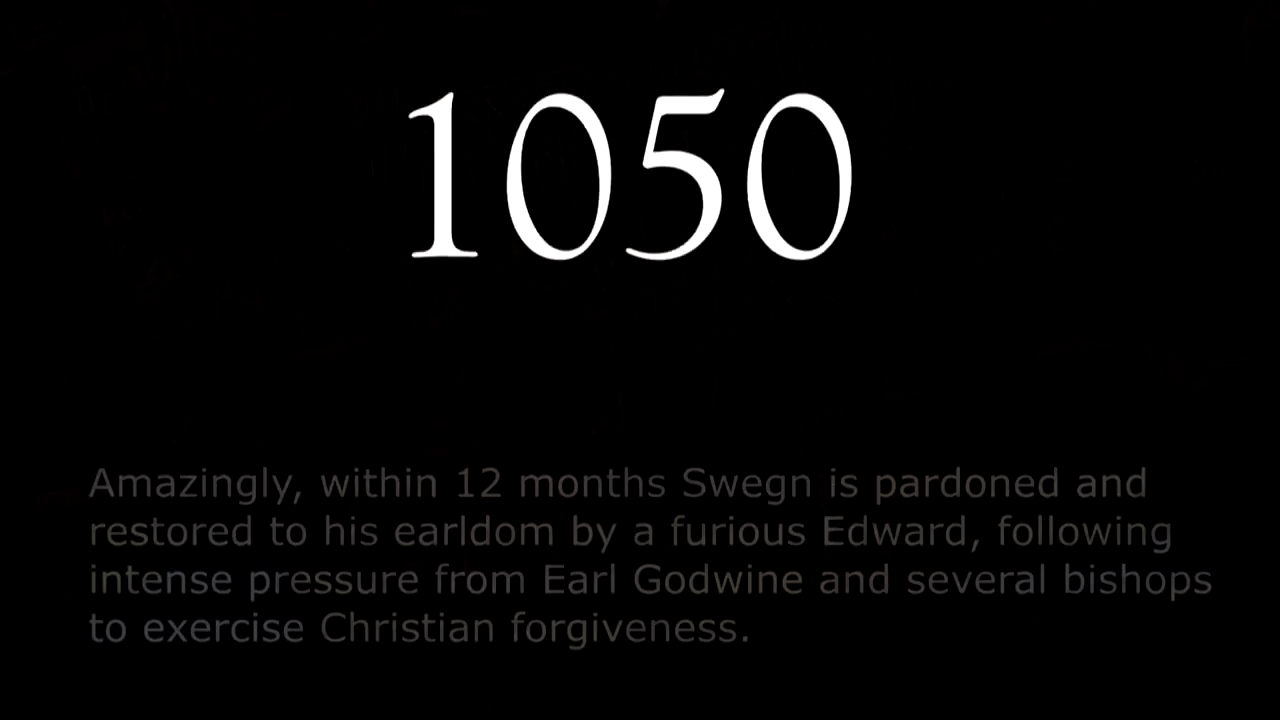 1050
Amazingly, within 12 months Swegn is pardoned and
restored to his earldom by a furious Edward, following
intense pressure from Earl Godwine and several bishops
to exercise Christian forgiveness.